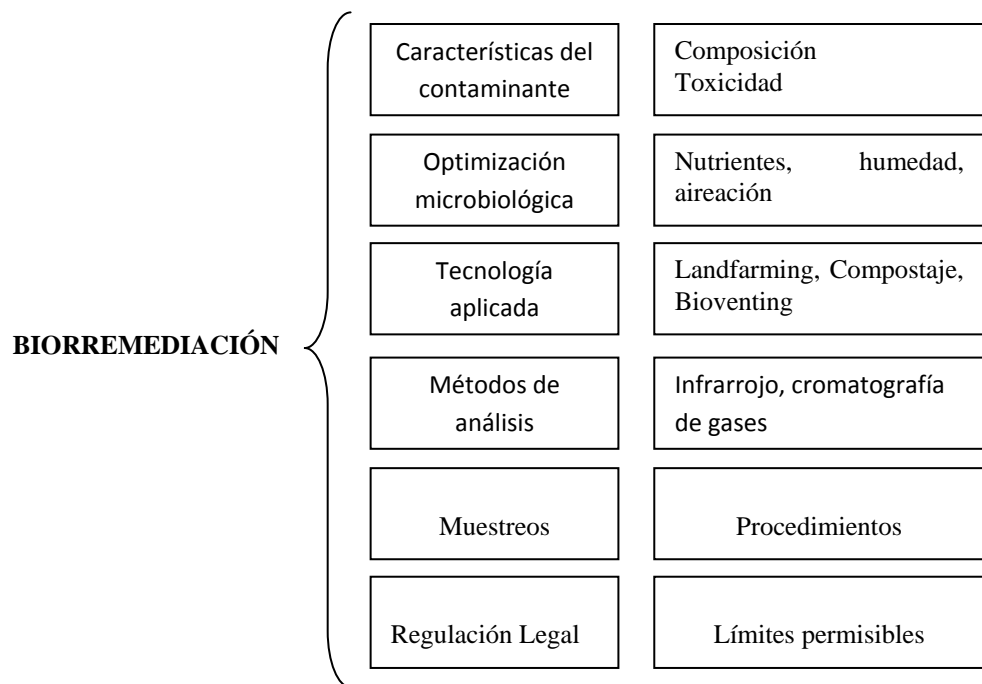 Características del
contaminante
Composición
Toxicidad
Optimización
microbiológica
Nutrientes, humedad,
aireación
Tecnología
aplicada
Landfarming, Compostaje,
Bioventing
BIORREMEDIACIÓN
Métodos de
análisis
Infrarrojo, cromatografía
de gases
Muestreos
Procedimientos
Regulación Legal
Límites permisibles